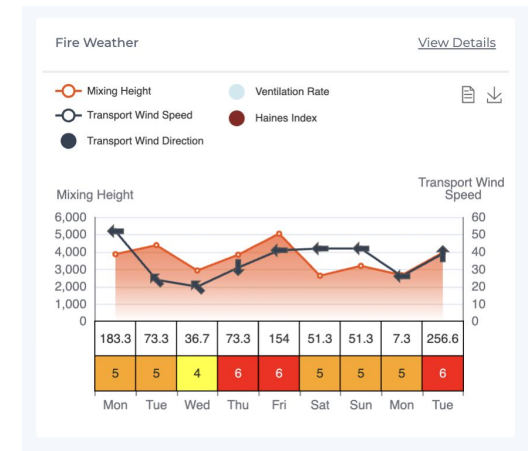 Fire Weather
View Details
Mixing Height
Ventilation Rate
Transport Wind Speed
Haines Index
Transport Wind Direction
Mixing Height
Transport Wind
Speed
6,000 60
5,000 50
4,000 40
3,000 30
2,000 20
1,000 10
0 0
183.3 73.3 36.7 73.3 154 51.3 51.3 7.3 256.6
5 5 4 6 6 5 5 5 6
Mon Tue Wed Thu Fri Sat Sun Mon Tue